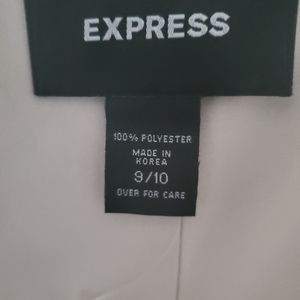 EXPRESS
100% POLYESTER
MADE IN
KOREA
9/10
OVER FOR CARE